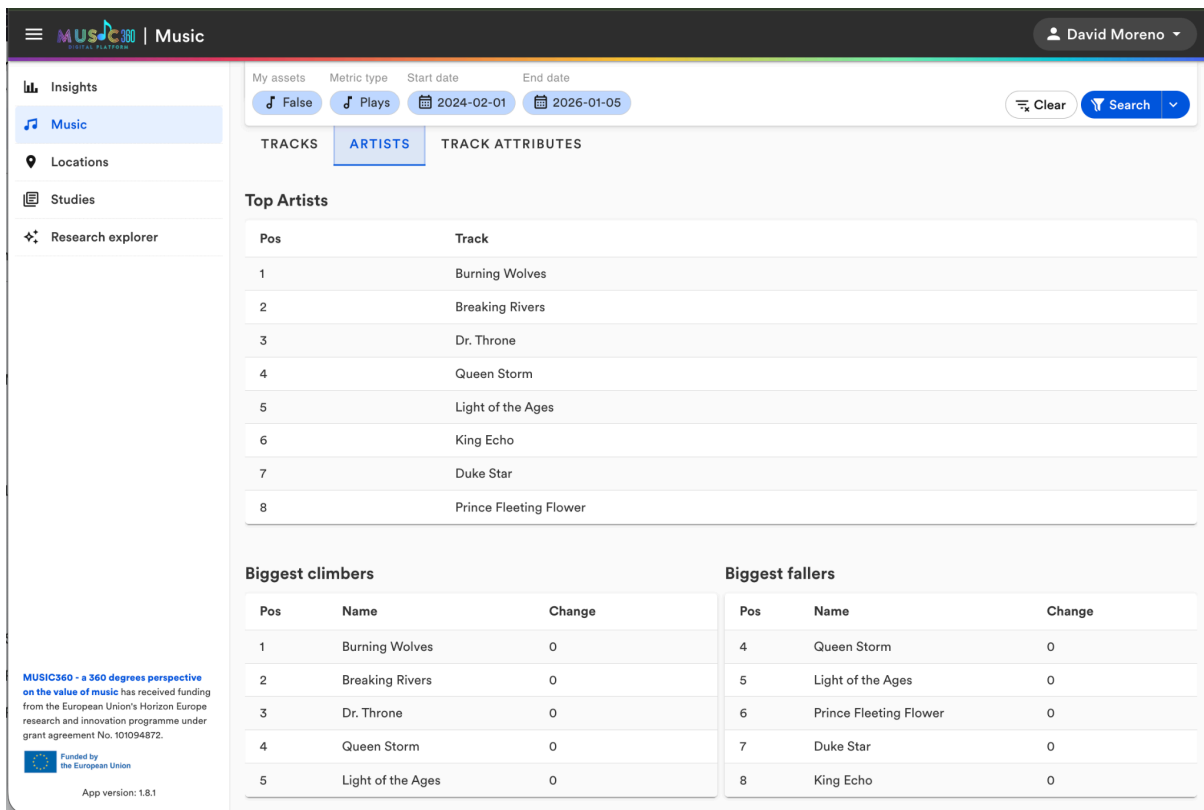 MUSIC360 | Music
DIGITAL PLATFORM
David Moreno
Insights
Music
Locations
Studies
Research explorer
My assets Metric type Start date End date
False Plays 2024-02-01 2026-01-05 Clear Search
TRACKS ARTISTS TRACK ATTRIBUTES
Top Artists
Pos Track
1 Burning Wolves
2 Breaking Rivers
3 Dr. Throne
4 Queen Storm
5 Light of the Ages
6 King Echo
7 Duke Star
8 Prince Fleeting Flower
Biggest climbers
Pos Name Change
1 Burning Wolves 0
2 Breaking Rivers 0
3 Dr. Throne 0
4 Queen Storm 0
5 Light of the Ages 0
Biggest fallers
Pos Name Change
4 Queen Storm 0
5 Light of the Ages 0
6 Prince Fleeting Flower 0
7 Duke Star 0
8 King Echo 0
MUSIC360 - a 360 degrees perspective
on the value of music has received funding
from the European Union's Horizon Europe
research and innovation programme under
grant agreement No. 101094872.
Funded by
the European Union
App version: 1.8.1